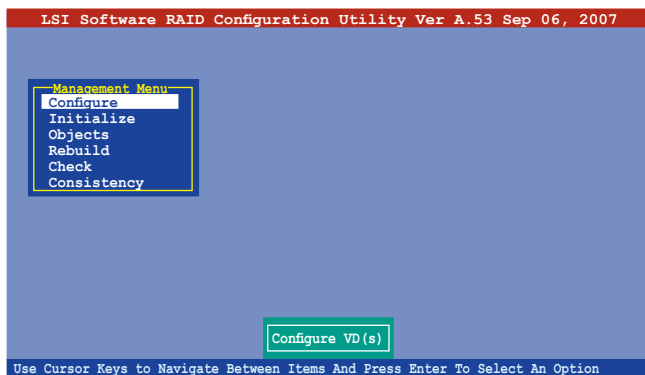 LSI Software RAID Configuration Utility Ver A.53 Sep 06, 2007
Management Menu
Configure
Initialize
Objects
Rebuild
Check
Consistency
Configure VD(s)
Use Cursor Keys to Navigate Between Items And Press Enter To Select An Option